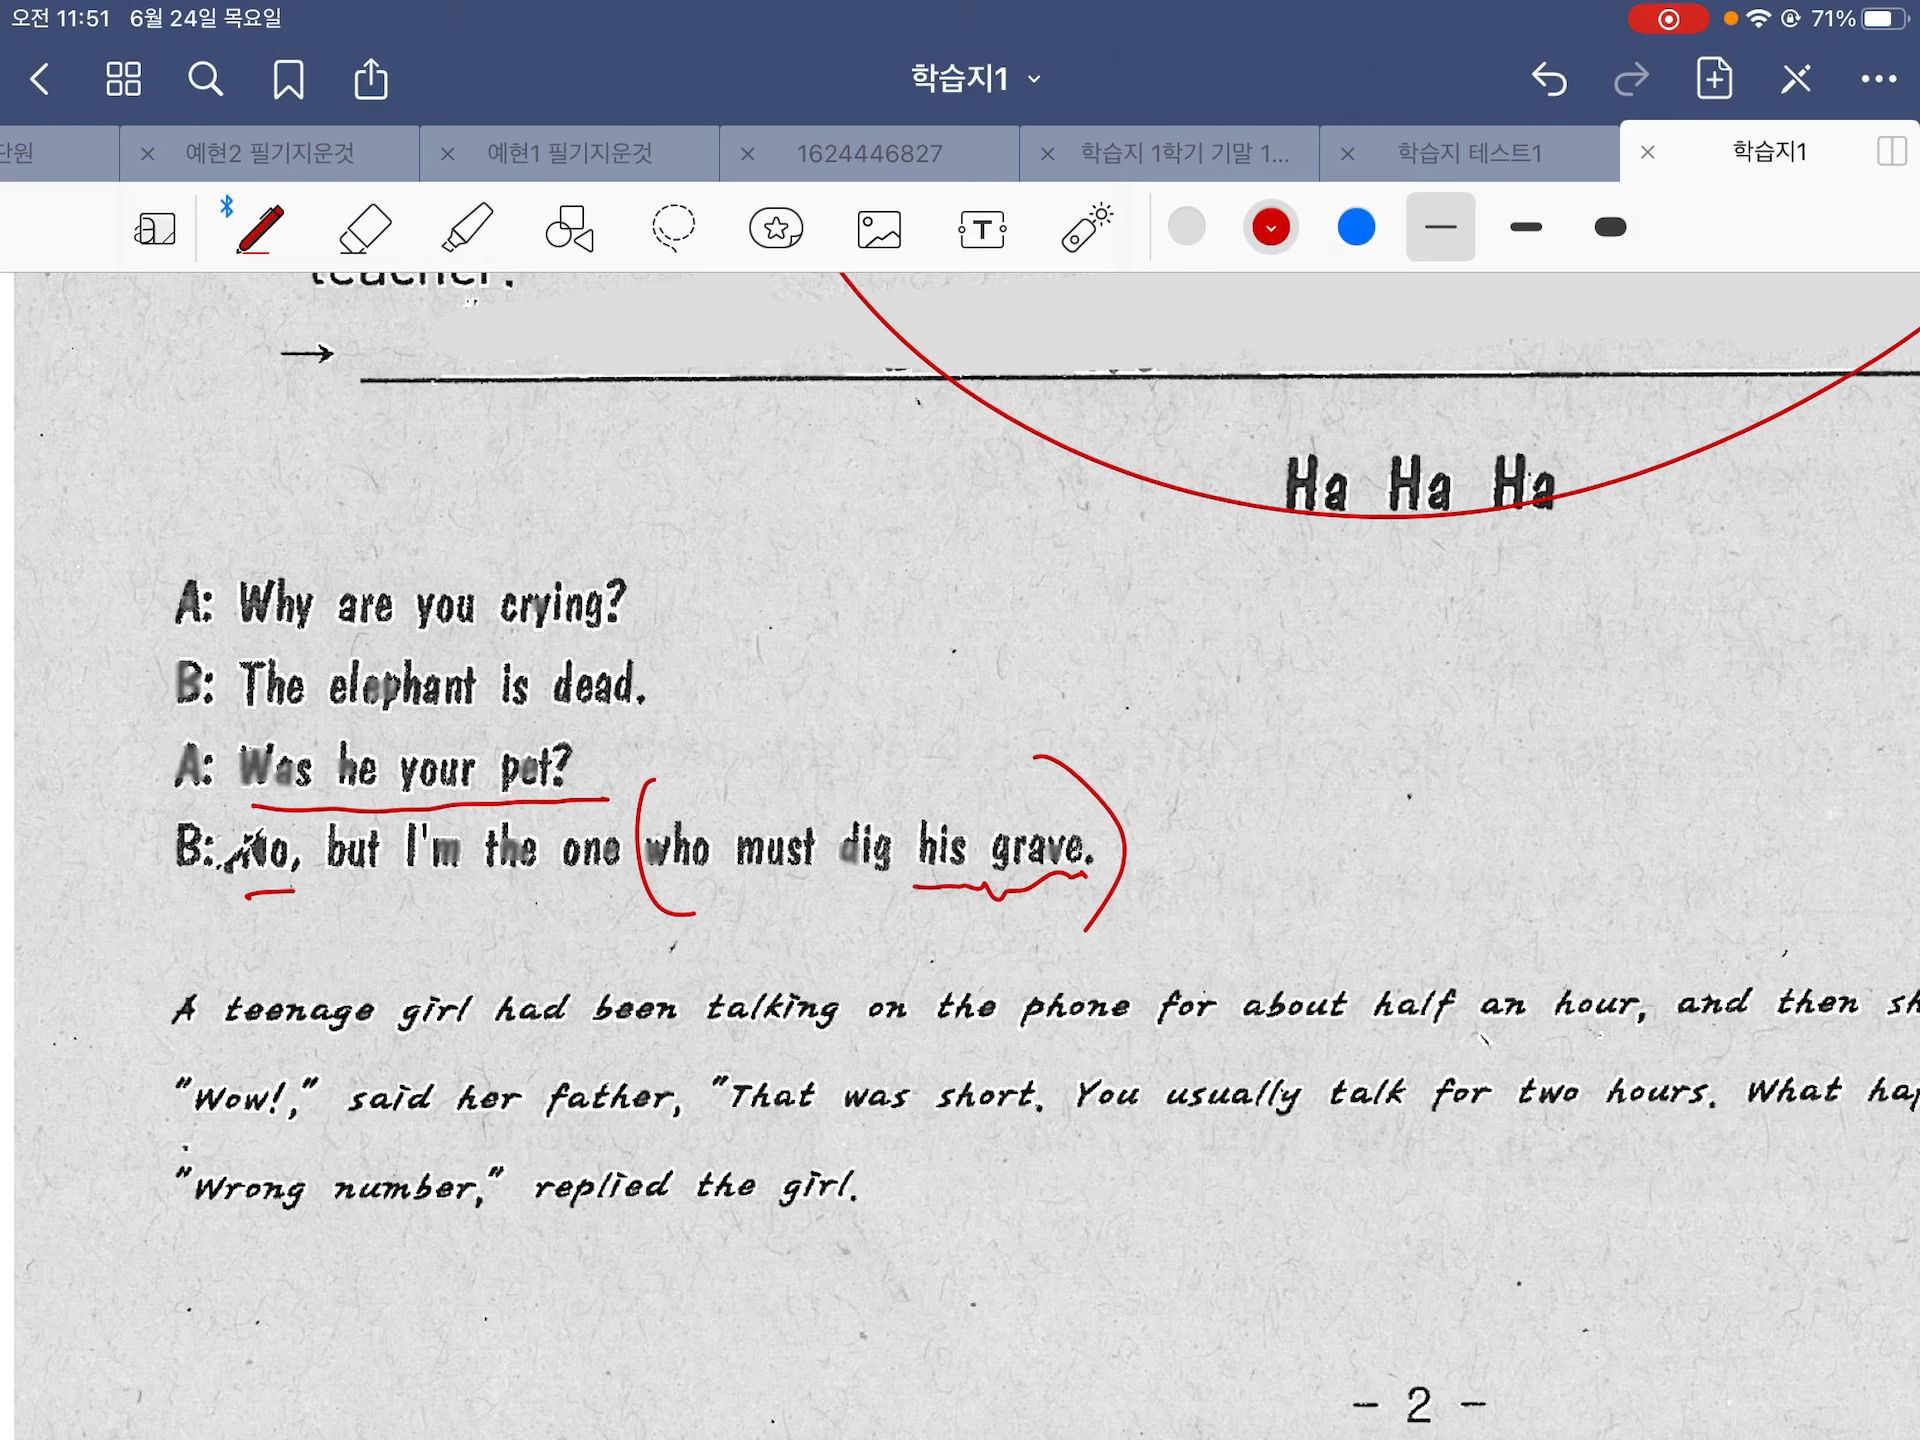 오전 11:51 6월 24일 목요일 71%
학습지1
단원 예현2 필기지운것 예현1 필기지운것 1624446827 학습지 1학기 기말 1... 학습지 테스트1 학습지1
teacher.
→
Ha Ha Ha
A: Why are you crying?
B: The elephant is dead.
A: Was he your pet?
B: No, but I'm the one who must dig his grave.
A teenage girl had been talking on the phone for about half an hour, and then
"Wow!," said her father, "That was short. You usually talk for two hours. What
"Wrong number," replied the girl.
- 2 -